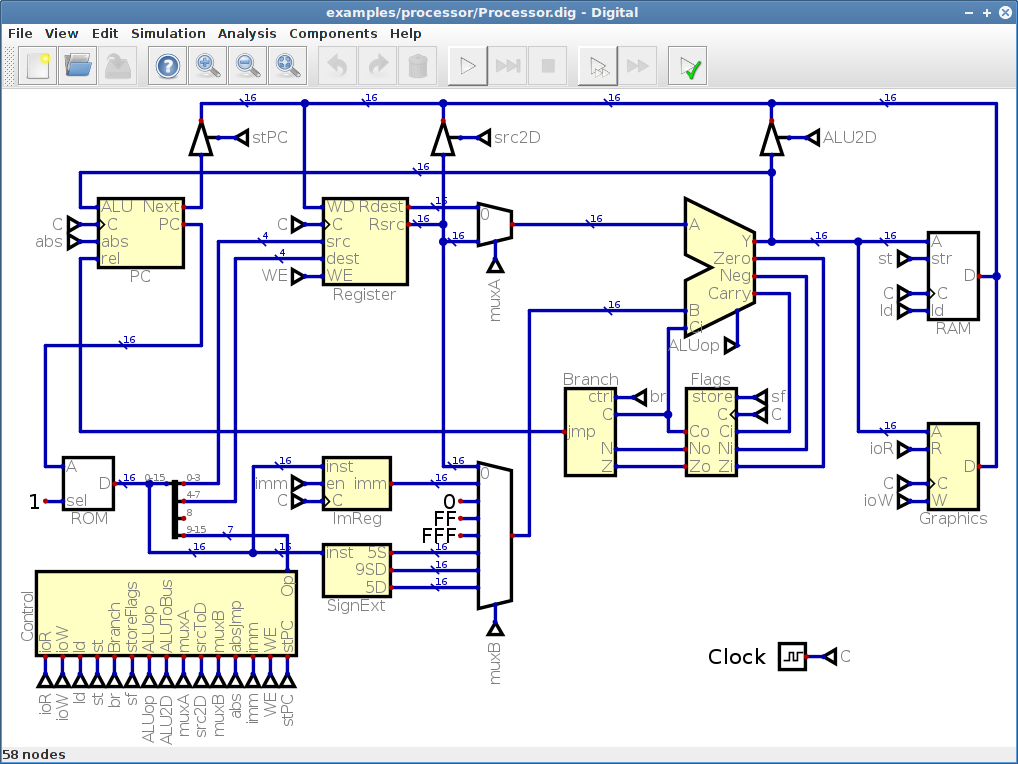 examples/processor/Processor.dig - Digital
File View Edit Simulation Analysis Components Help
16 16 16 16
stPC src2D ALU2D
16
ALU Next
C C PC
abs abs
rel
PC
WD Rdest 16
C C Rsrc 16
4 src
4 dest
WE WE
Register
0
16
muxA
16
A
Y 16 16
Zero
Neg
Carry
16 B
Ci
ALUop
A
st str
D
C C
ld ld
RAM
16
Branch
ctrl br
C
jmp
N
Z
Flags
store sf
C C
Co Ci
No Ni
Zo Zi
16 A
ioR R
D
C C
ioW W
Graphics
A
D 16
1 sel
ROM
0-15 0-3
4-7
8
9-15 7
16 16
16 inst
imm en imm 16
C C
ImReg
inst 5S 16
9SD 16
5D 16
SignExt
16 0
0
FF
FFF
muxB
Control
Op
ioR ioW ld st Branch storeFlags ALUop ALUToBus muxA srcToD muxB absJmp imm WE stPC
ioR ioW ld st br sf ALUop ALU2D muxA src2D muxB abs imm WE stPC
Clock C
58 nodes